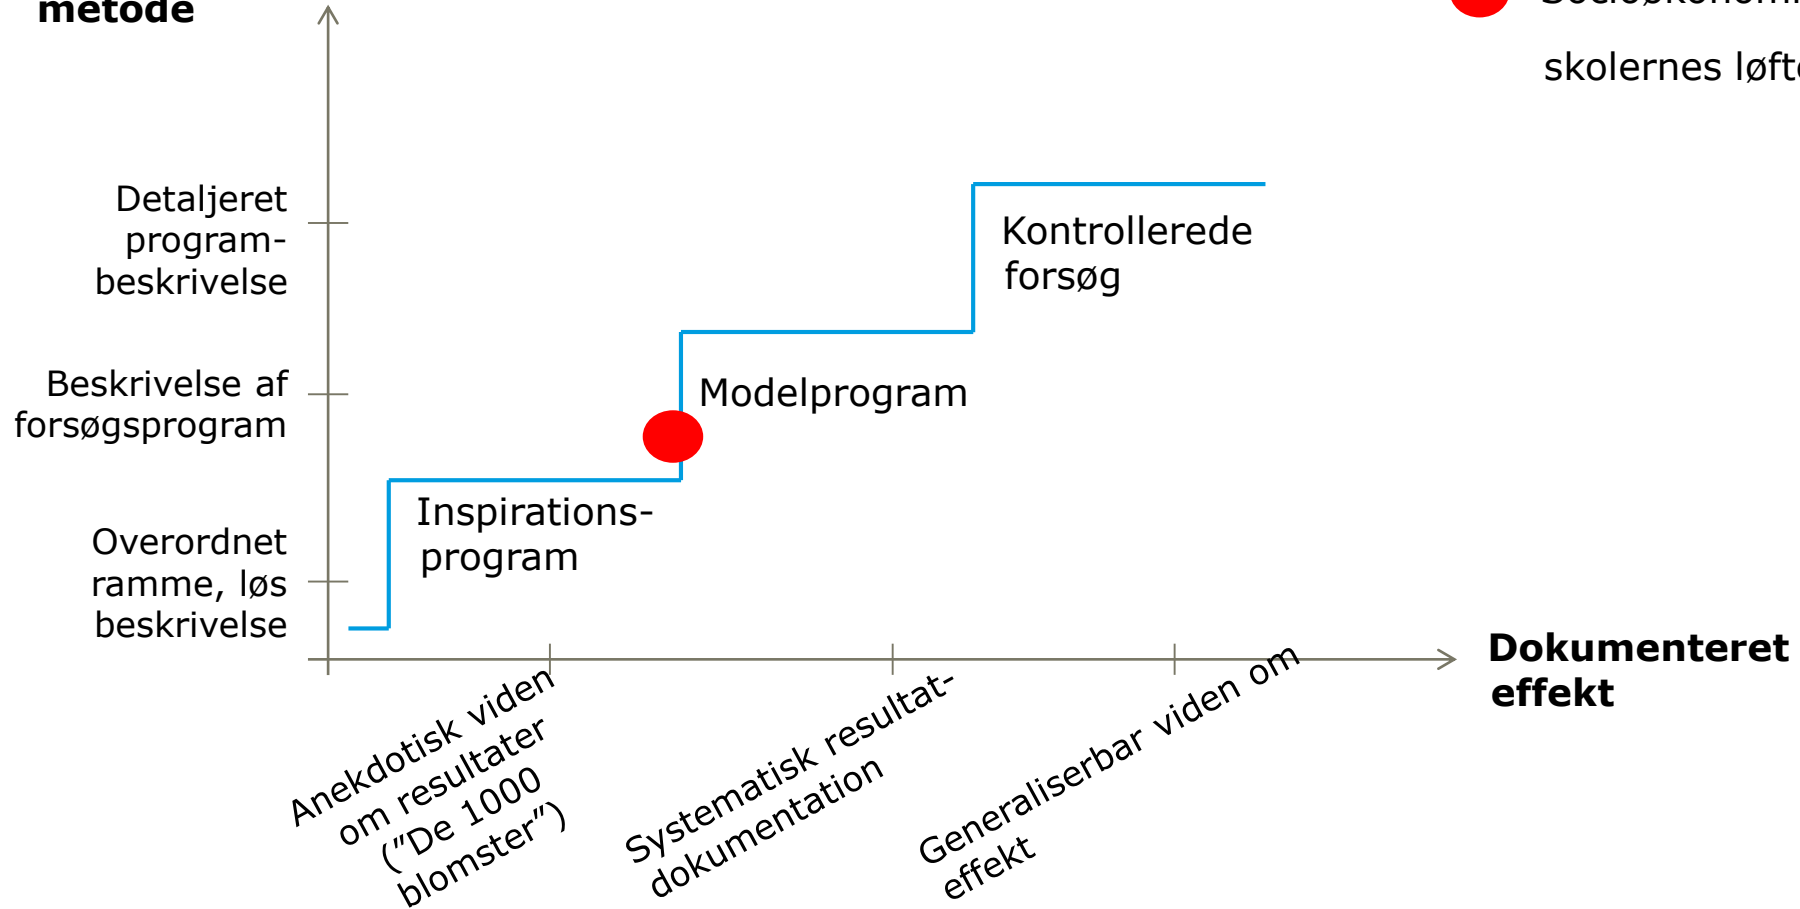 metode
skolernes
Detaljeret
program-
beskrivelse
Kontrollerede
forsøg
Beskrivelse af
forsøgsprogram
Modelprogram
Inspirations-
program
Overordnet
ramme, løs
beskrivelse
Dokumenteret
effekt
Anekdotisk viden
om resultater
(”De 1000
blomster”)
Systematisk resultat-
dokumentation
Generaliserbar viden om
effekt